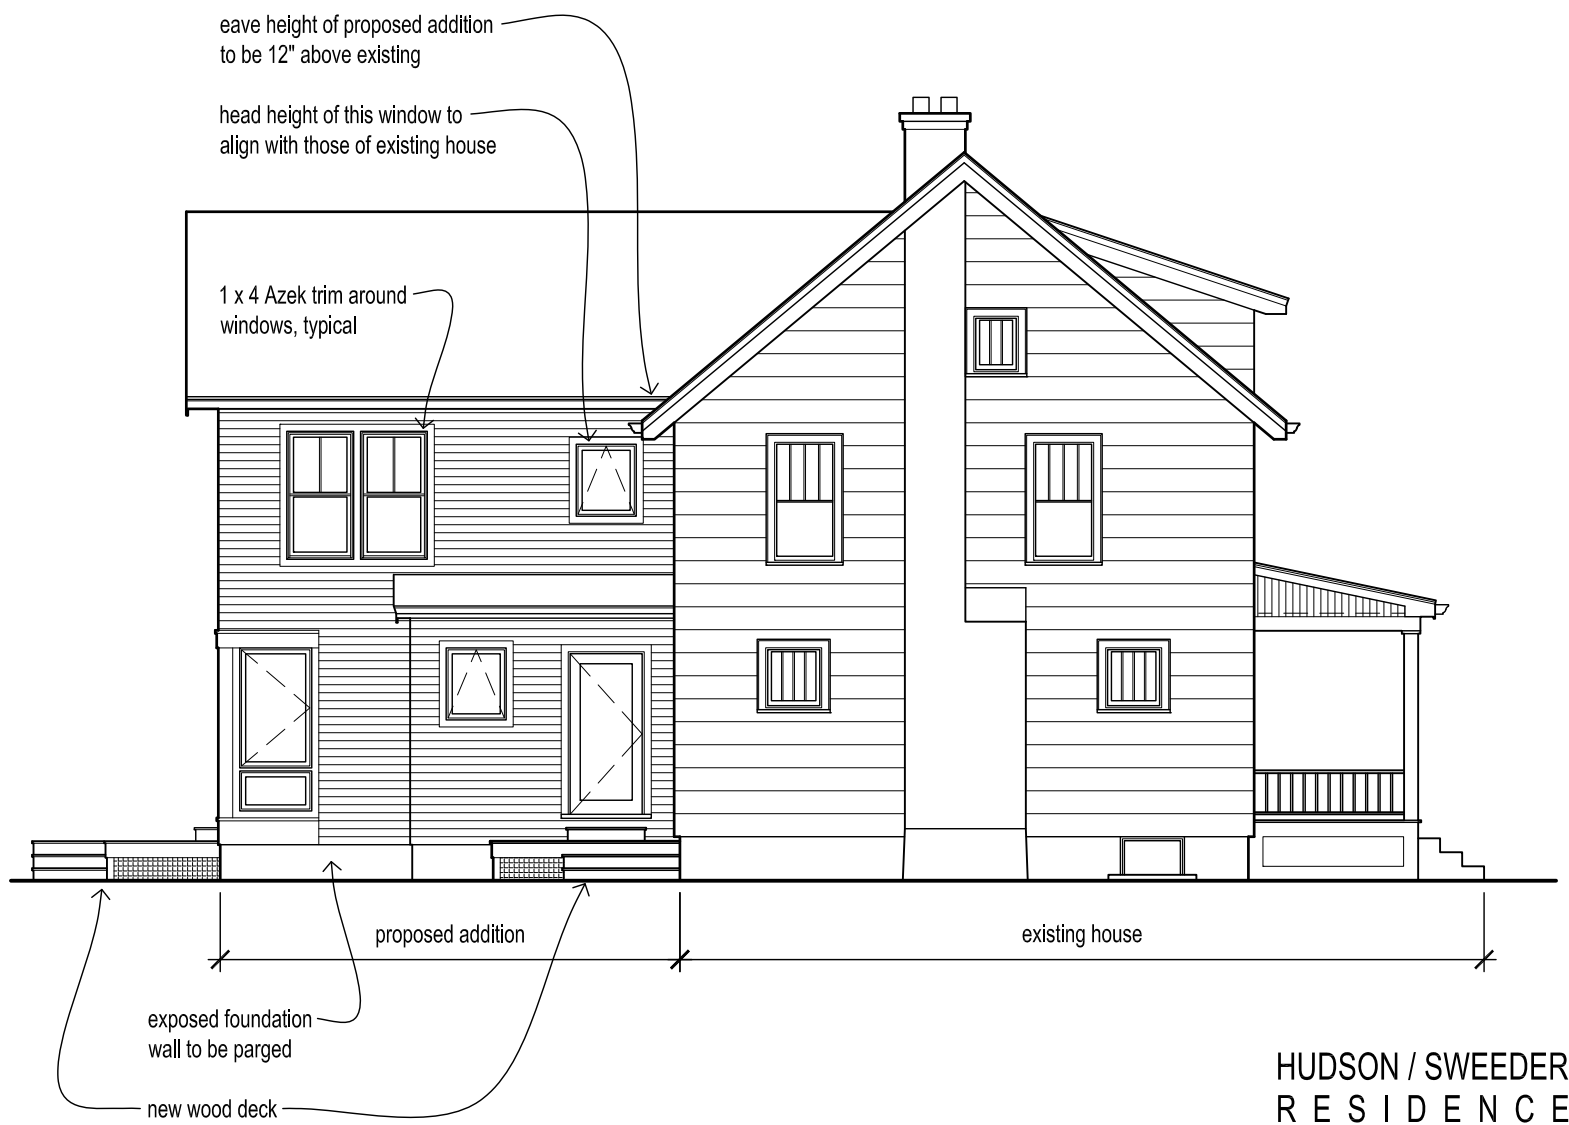 eave height of proposed addition
to be 12" above existing
head height of this window to
align with those of existing house
1 x 4 Azek trim around
windows, typical
proposed addition
existing house
exposed foundation
wall to be parged
new wood deck
HUDSON / SWEEDER
RESIDENCE